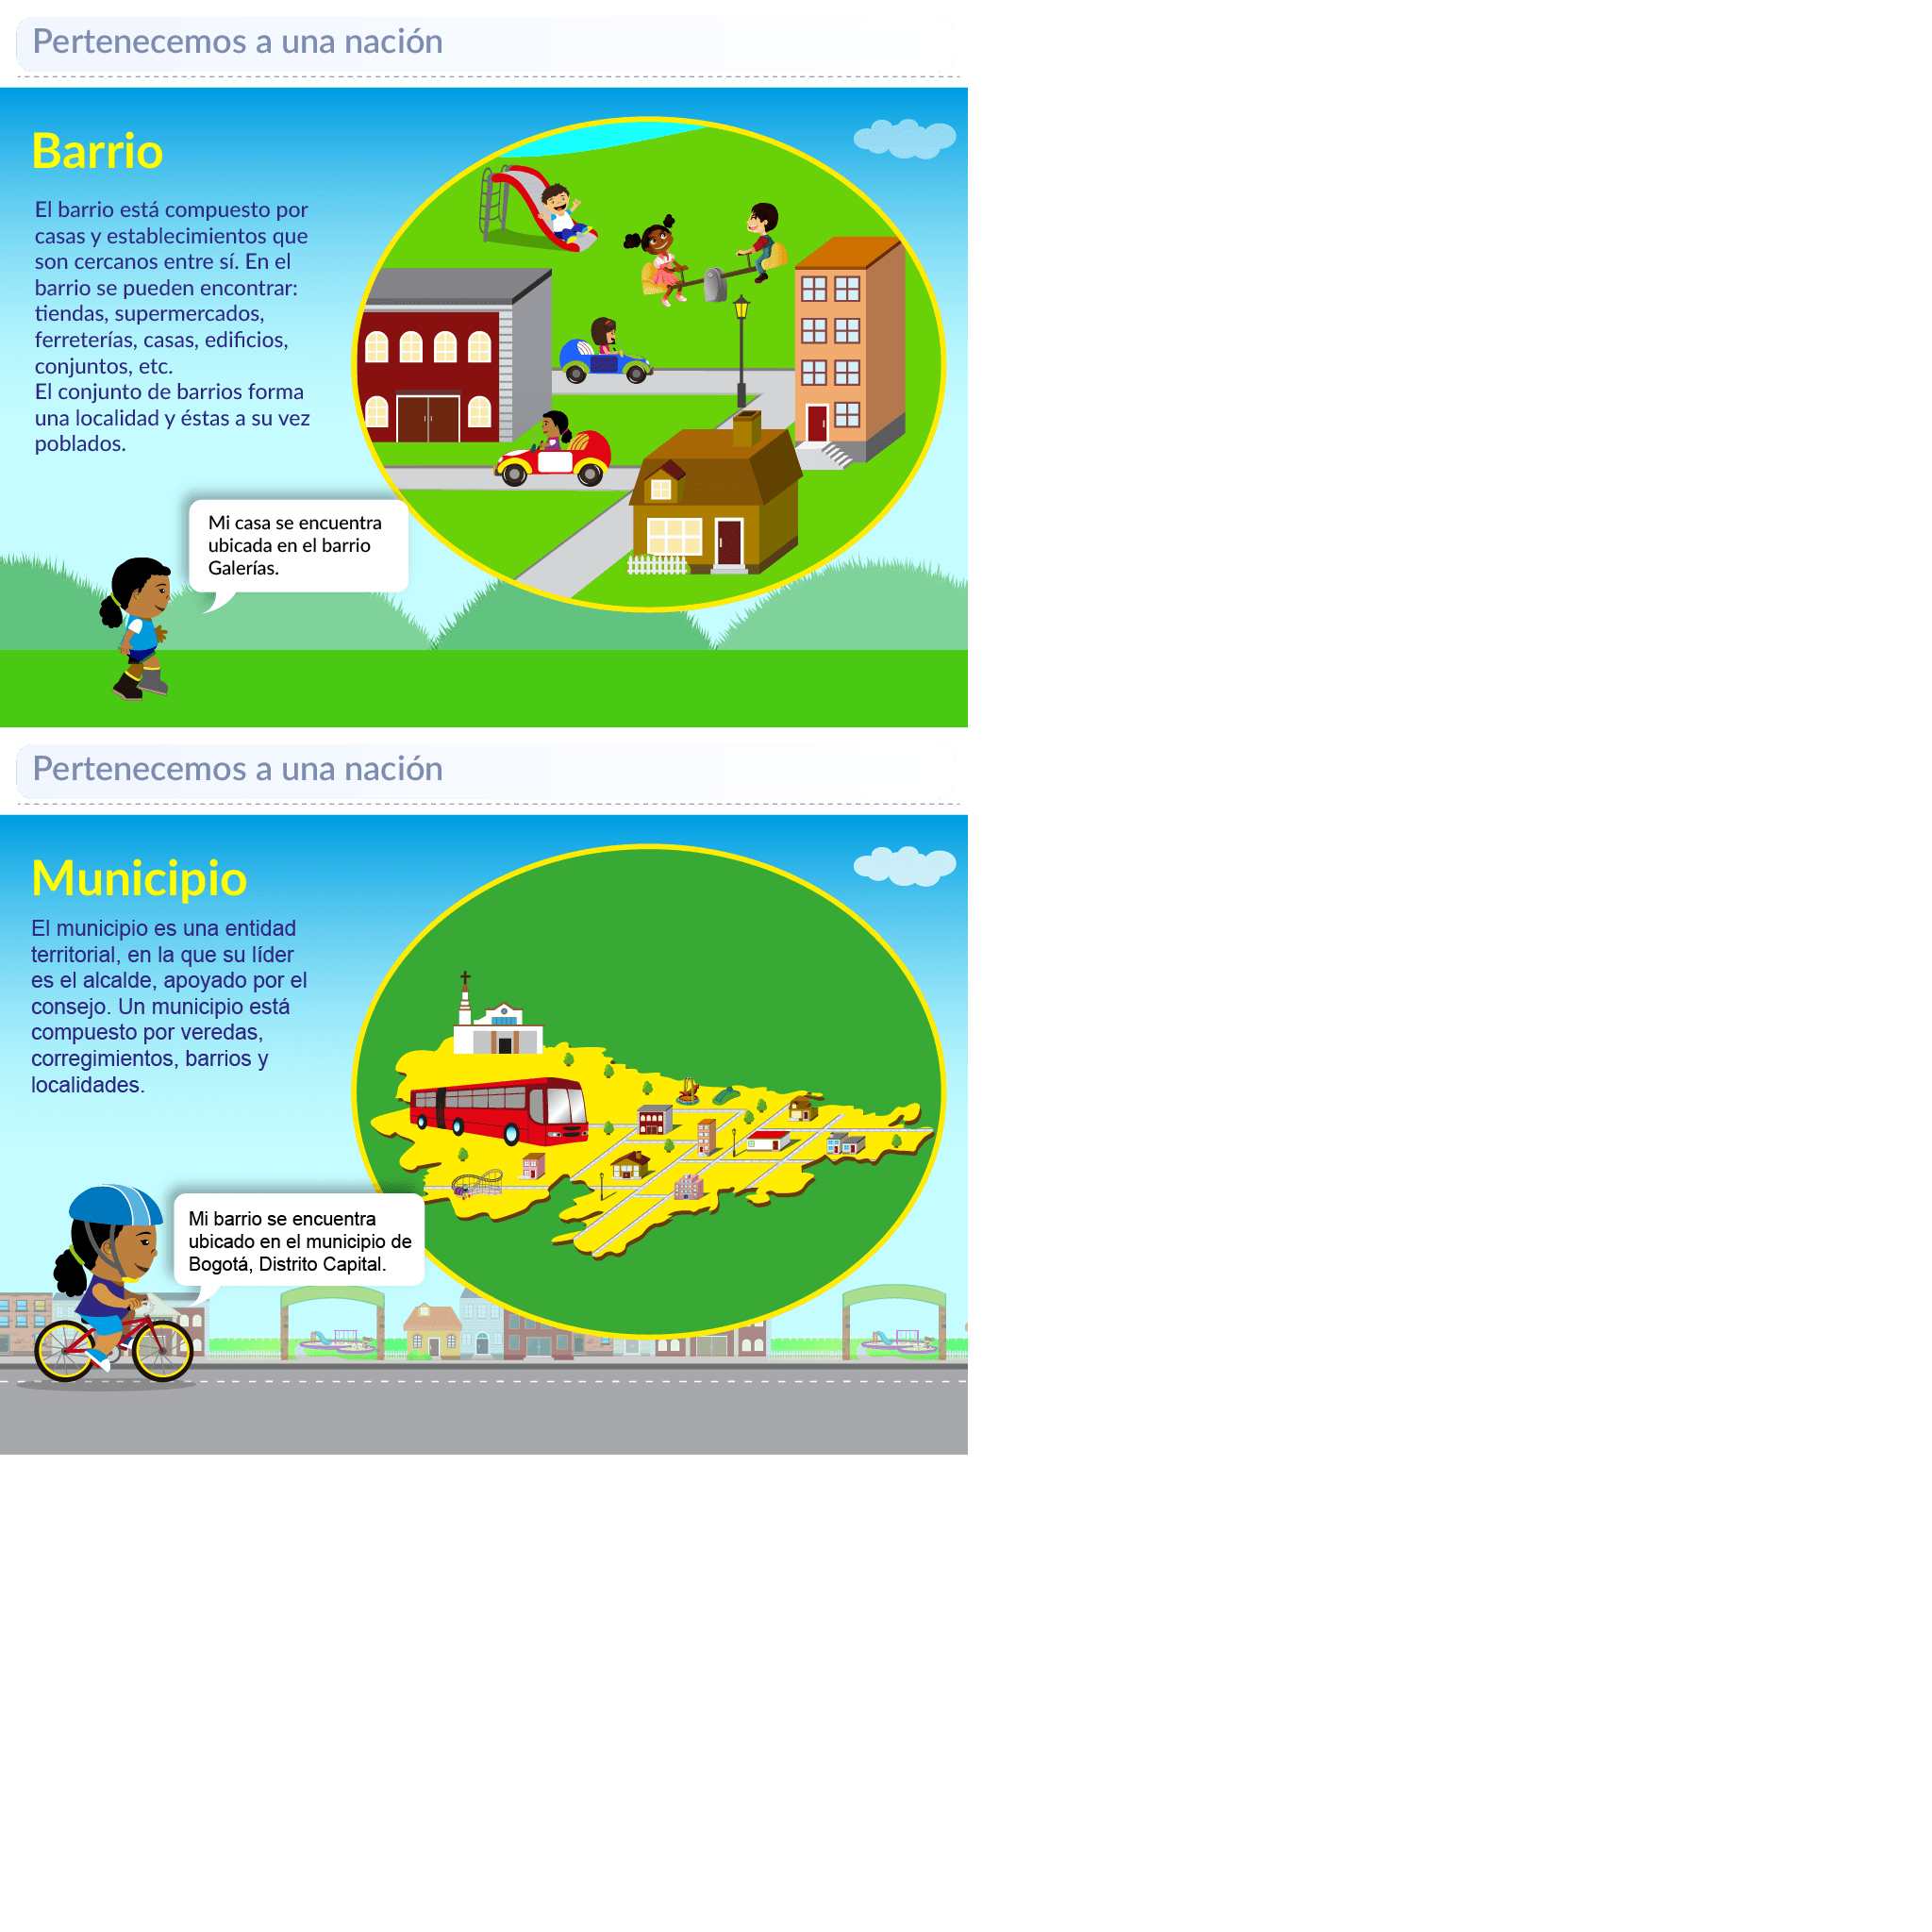 Pertenecemos a una nación
Barrio
El barrio está compuesto por
casas y establecimientos que
son cercanos entre sí. En el
barrio se pueden encontrar:
tiendas, supermercados,
ferreterías, casas, edificios,
conjuntos, etc.
El conjunto de barrios forma
una localidad y éstas a su vez
poblados.
Mi casa se encuentra
ubicada en el barrio
Galerías.
Pertenecemos a una nación
Municipio
El municipio es una entidad
territorial, en la que su líder
es el alcalde, apoyado por el
consejo. Un municipio está
compuesto por veredas,
corregimientos, barrios y
localidades.
Mi barrio se encuentra
ubicado en el municipio de
Bogotá, Distrito Capital.